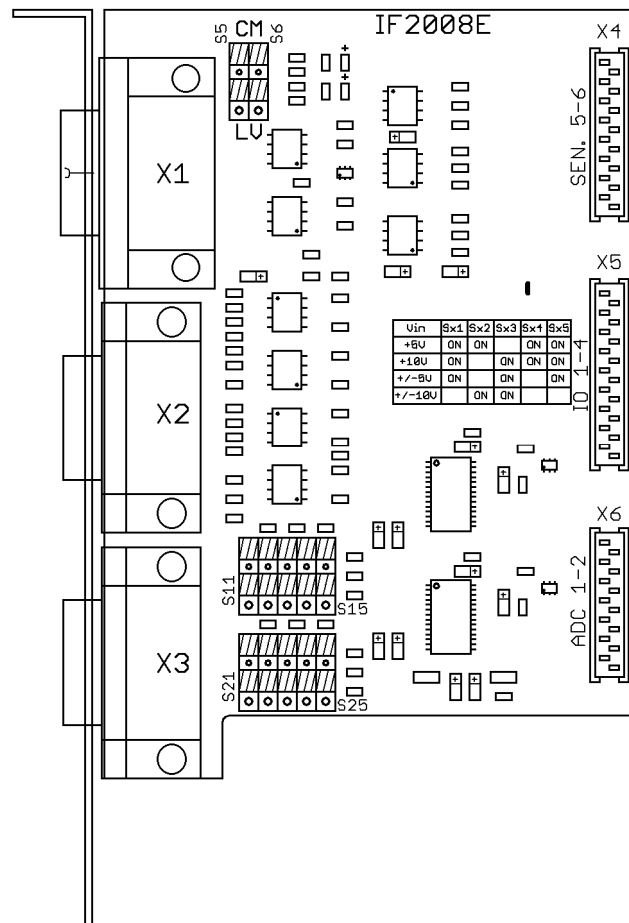 IF2008E
CM
S5
S6
LV
X1
X2
X3
X4
SEN. 5-6
X5
IO 1-4
X6
ADC 1-2
Vin Sx1 Sx2 Sx3 Sx4 Sx5
+5V ON ON ON ON
+10V ON ON ON ON
+/-5V ON ON ON
+/-10V ON ON
S11
S15
S21
S25